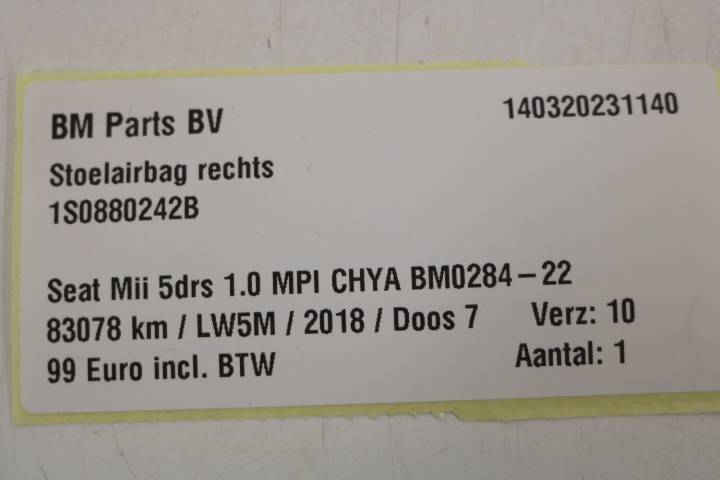 BM Parts BV 140320231140
Stoelairbag rechts
1S0880242B
Seat Mii 5drs 1.0 MPI CHYA BM0284-22
83078 km / LW5M / 2018 / Doos 7 Verz: 10
99 Euro incl. BTW Aantal: 1